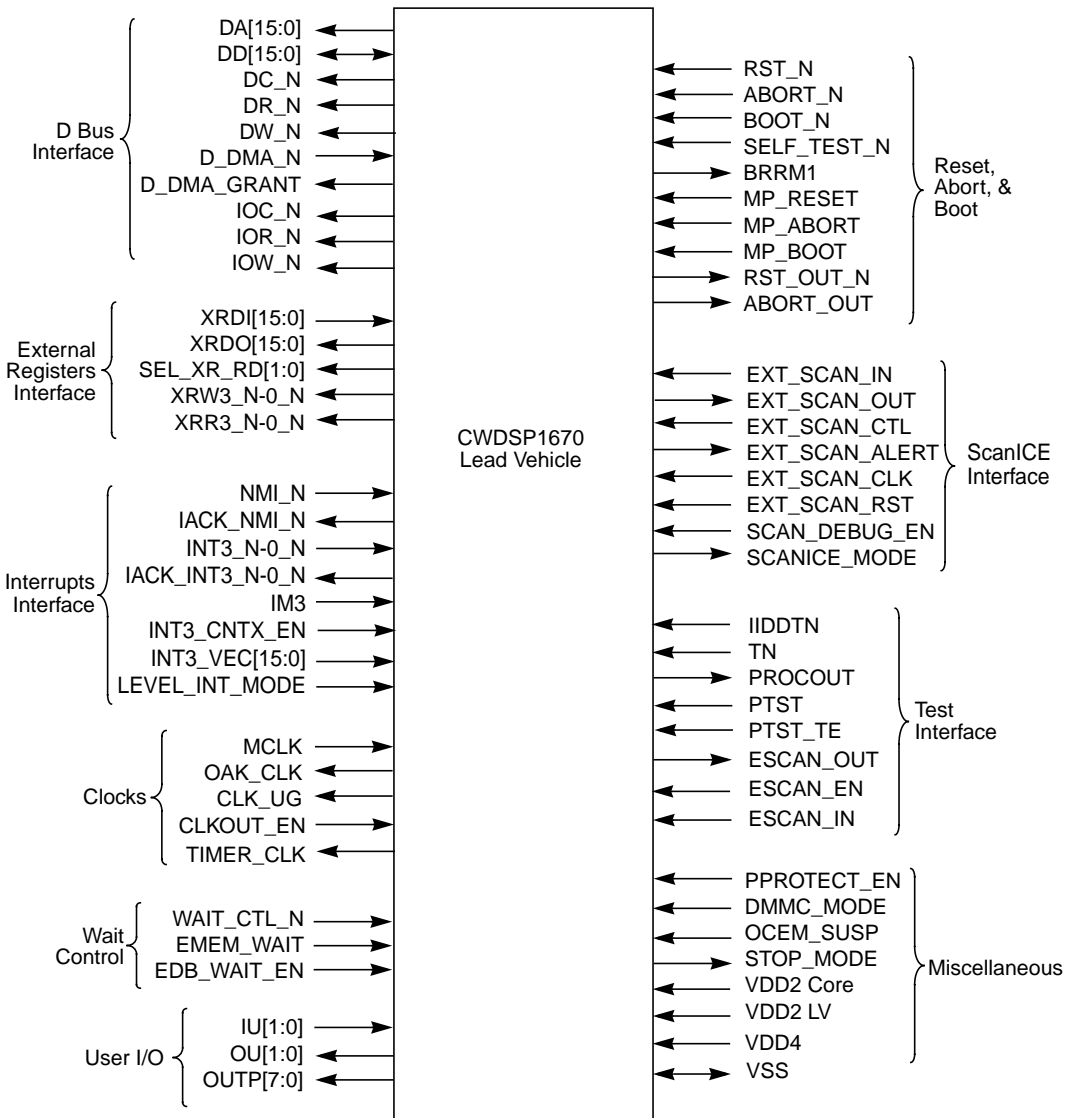 D Bus
Interface
DA[15:0]
DD[15:0]
DC_N
DR_N
DW_N
D_DMA_N
D_DMA_GRANT
IOC_N
IOR_N
IOW_N
External
Registers
Interface
XRDI[15:0]
XRDO[15:0]
SEL_XR_RD[1:0]
XRW3_N-0_N
XRR3_N-0_N
Interrupts
Interface
NMI_N
IACK_NMI_N
INT3_N-0_N
IACK_INT3_N-0_N
IM3
INT3_CNTX_EN
INT3_VEC[15:0]
LEVEL_INT_MODE
Clocks
MCLK
OAK_CLK
CLK_UG
CLKOUT_EN
TIMER_CLK
Wait
Control
WAIT_CTL_N
EMEM_WAIT
EDB_WAIT_EN
User I/O
IU[1:0]
OU[1:0]
OUTP[7:0]
CWDSP1670
Lead Vehicle
RST_N
ABORT_N
BOOT_N
SELF_TEST_N
BRRM1
MP_RESET
MP_ABORT
MP_BOOT
RST_OUT_N
ABORT_OUT
Reset,
Abort, &
Boot
EXT_SCAN_IN
EXT_SCAN_OUT
EXT_SCAN_CTL
EXT_SCAN_ALERT
EXT_SCAN_CLK
EXT_SCAN_RST
SCAN_DEBUG_EN
SCANICE_MODE
ScanICE
Interface
IIDDTN
TN
PROCOUT
PTST
PTST_TE
ESCAN_OUT
ESCAN_EN
ESCAN_IN
Test
Interface
PPROTECT_EN
DMMC_MODE
OCEM_SUSP
STOP_MODE
VDD2 Core
VDD2 LV
VDD4
VSS
Miscellaneous